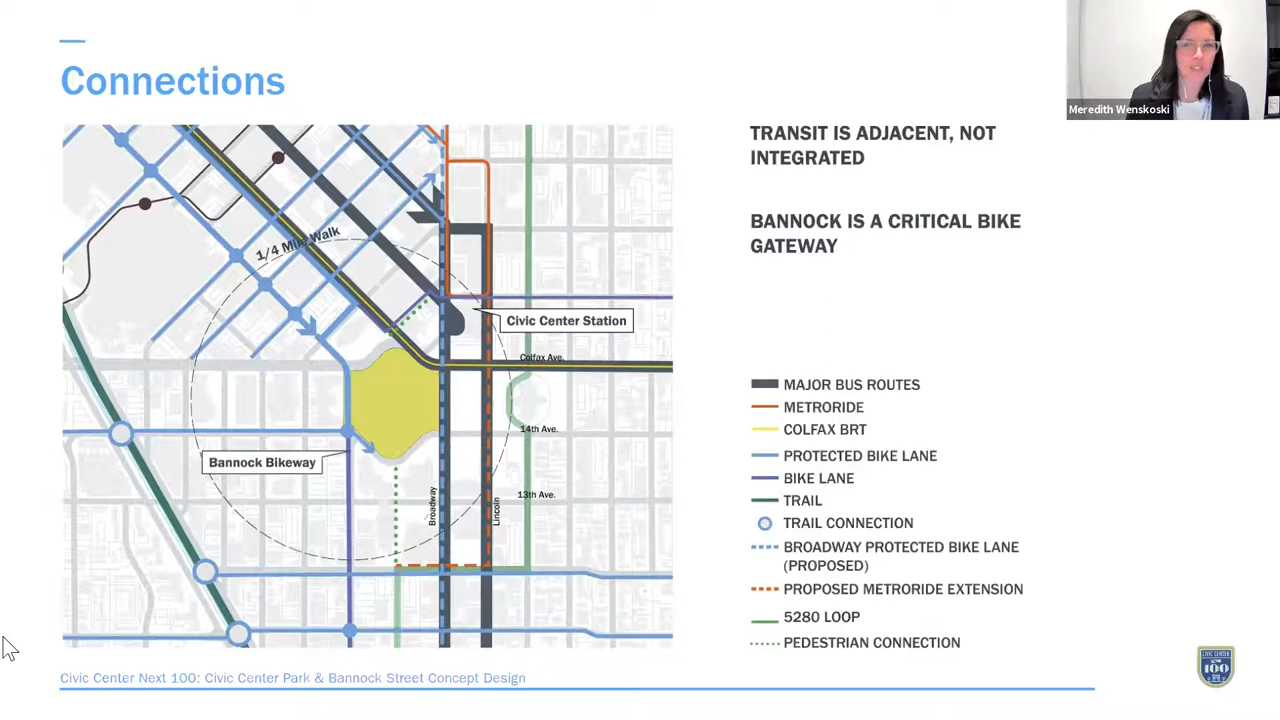 Connections
Meredith Wenskoski
TRANSIT IS ADJACENT, NOT
INTEGRATED
BANNOCK IS A CRITICAL BIKE
GATEWAY
1/4 Mile Walk
Civic Center Station
Colfax Ave.
14th Ave.
Bannock Bikeway
13th Ave.
Broadway
Lincoln
MAJOR BUS ROUTES
METRORIDE
COLFAX BRT
PROTECTED BIKE LANE
BIKE LANE
TRAIL
TRAIL CONNECTION
BROADWAY PROTECTED BIKE LANE
(PROPOSED)
PROPOSED METRORIDE EXTENSION
5280 LOOP
PEDESTRIAN CONNECTION
Civic Center Next 100: Civic Center Park & Bannock Street Concept Design
CIVIC CENTER
100